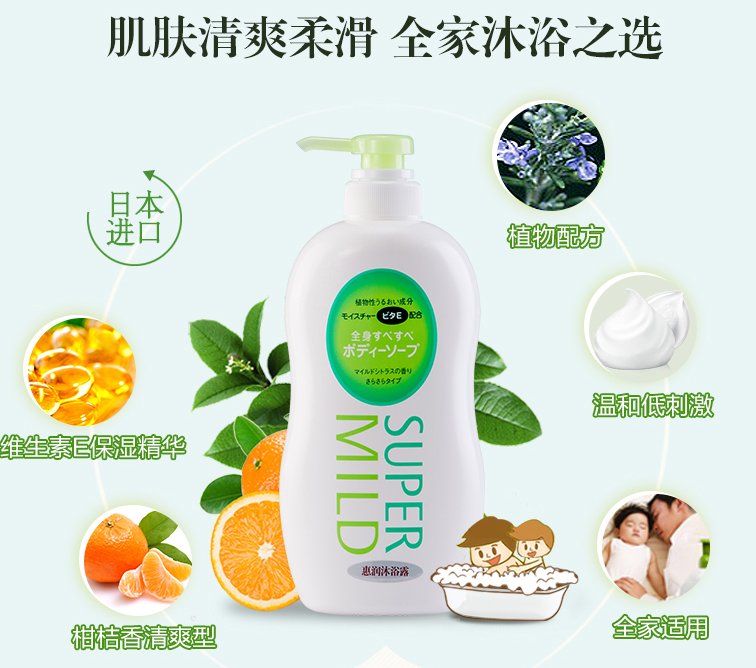 肌肤清爽柔滑 全家沐浴之选
日本
进口
植物配方
植物性うるおい成分
モイスチャー ビタE 配合
全身すべすべ
ボディーソープ
マイルドシトラスの香り
さらさらタイプ
温和低刺激
维生素E保湿精华
SUPER
MILD
惠润沐浴露
柑桔香清爽型
全家适用